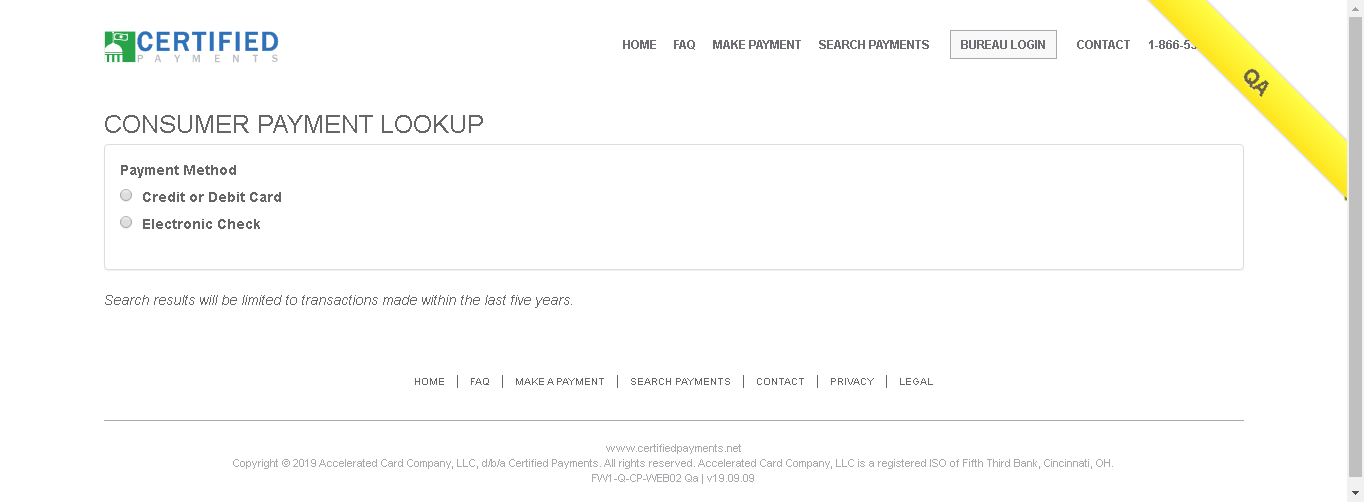 CERTIFIED
PAYMENTS
HOME FAQ MAKE PAYMENT SEARCH PAYMENTS BUREAU LOGIN CONTACT 1-866-53
QA
CONSUMER PAYMENT LOOKUP
Payment Method
Credit or Debit Card
Electronic Check
Search results will be limited to transactions made within the last five years.
HOME | FAQ | MAKE A PAYMENT | SEARCH PAYMENTS | CONTACT | PRIVACY | LEGAL
www.certifiedpayments.net
Copyright © 2019 Accelerated Card Company, LLC, d/b/a Certified Payments. All rights reserved. Accelerated Card Company, LLC is a registered ISO of Fifth Third Bank, Cincinnati, OH.
FW1-Q-CP-WEB02 Qa | v19.09.09